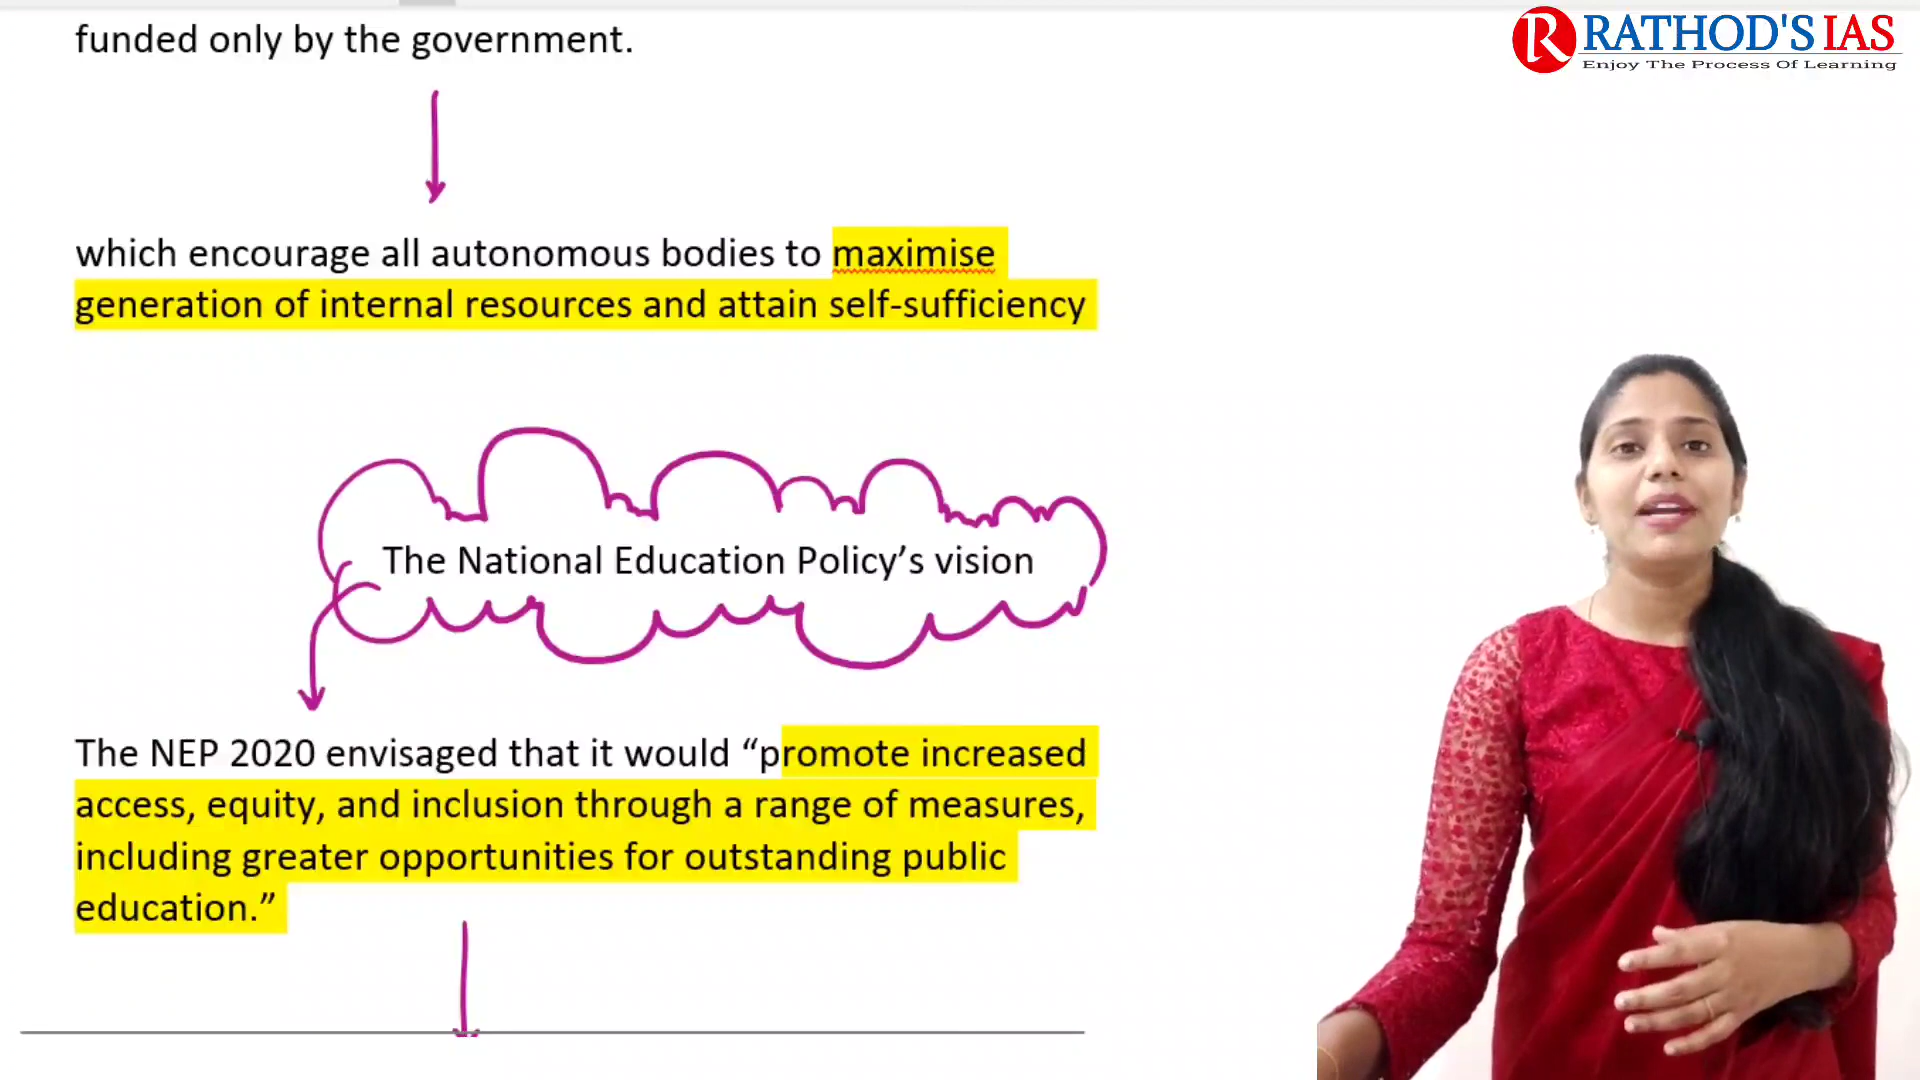 funded only by the government.
R RATHOD'S IAS
Enjoy The Process Of Learning
which encourage all autonomous bodies to maximise
generation of internal resources and attain self-sufficiency
The National Education Policy’s vision
The NEP 2020 envisaged that it would “promote increased
access, equity, and inclusion through a range of measures,
including greater opportunities for outstanding public
education.”